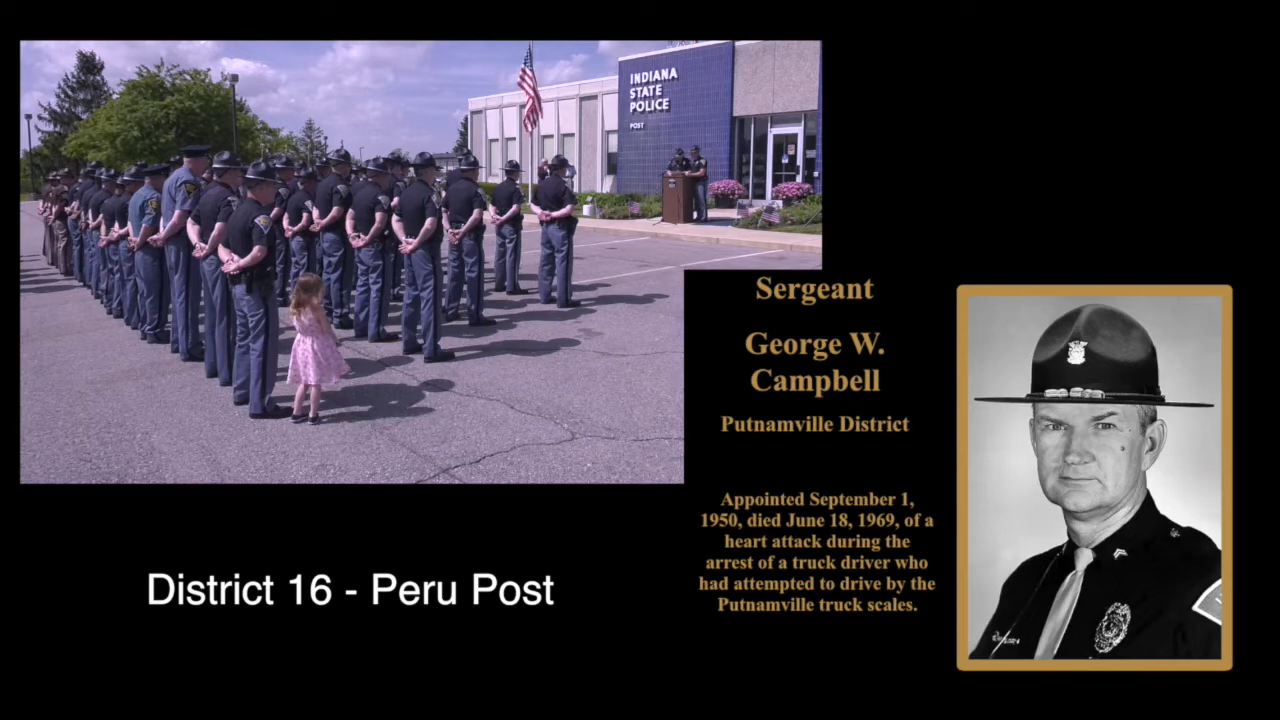 INDIANA
STATE
POLICE
POST
Sergeant
George W.
Campbell
Putnamville District
Appointed September 1,
1950, died June 18, 1969, of a
heart attack during the
arrest of a truck driver who
had attempted to drive by the
Putnamville truck scales.
District 16 - Peru Post